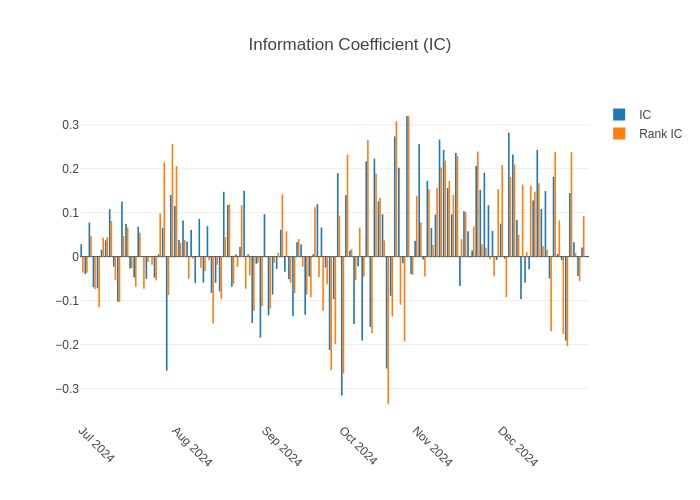 Information Coefficient (IC)
IC
Rank IC
0.3
0.2
0.1
0
−0.1
−0.2
−0.3
Jul 2024
Aug 2024
Sep 2024
Oct 2024
Nov 2024
Dec 2024